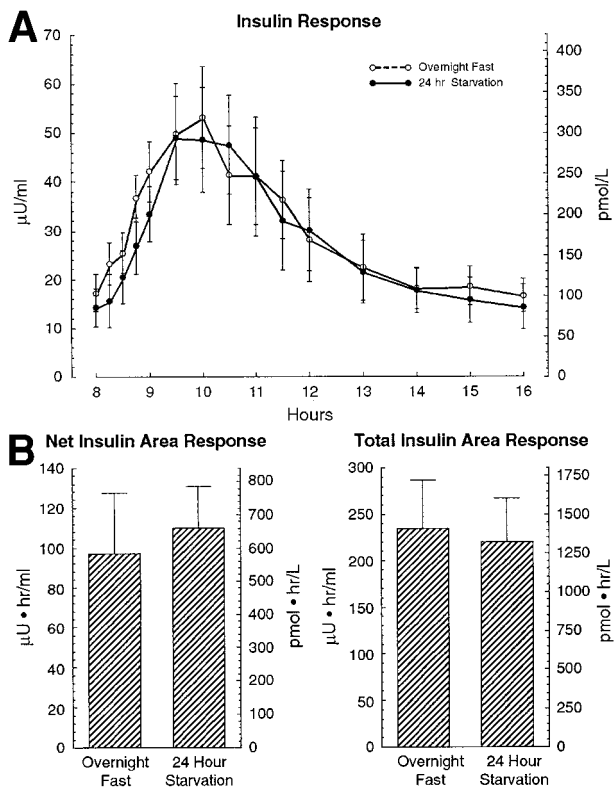 A
Insulin Response
70
60
50
40
30
20
10
0
µU/ml
Overnight Fast
24 hr Starvation
400
350
300
250
200
150
100
50
0
pmol/L
8
9
10
11
12
13
14
15
16
Hours
B
Net Insulin Area Response
140
120
100
80
60
40
20
0
µU • hr/ml
800
700
600
500
400
300
200
100
0
pmol • hr/L
Overnight
Fast
24 Hour
Starvation
Total Insulin Area Response
300
250
200
150
100
50
0
µU • hr/ml
1750
1500
1250
1000
750
500
500
0
pmol • hr/L
Overnight
Fast
24 Hour
Starvation